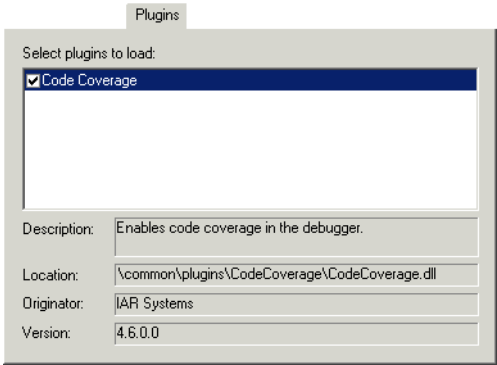 Plugins
Select plugins to load:
Code Coverage
Description: Enables code coverage in the debugger.
Location: \common\plugins\CodeCoverage\CodeCoverage.dll
Originator: IAR Systems
Version: 4.6.0.0